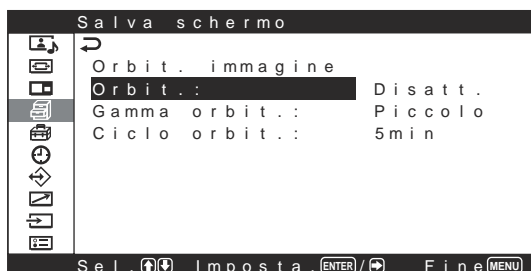 Salva schermo
Orbit. immagine
Orbit.: Disatt.
Gamma orbit.: Piccolo
Ciclo orbit.: 5min
Sel. Imposta. ENTER / Fine MENU